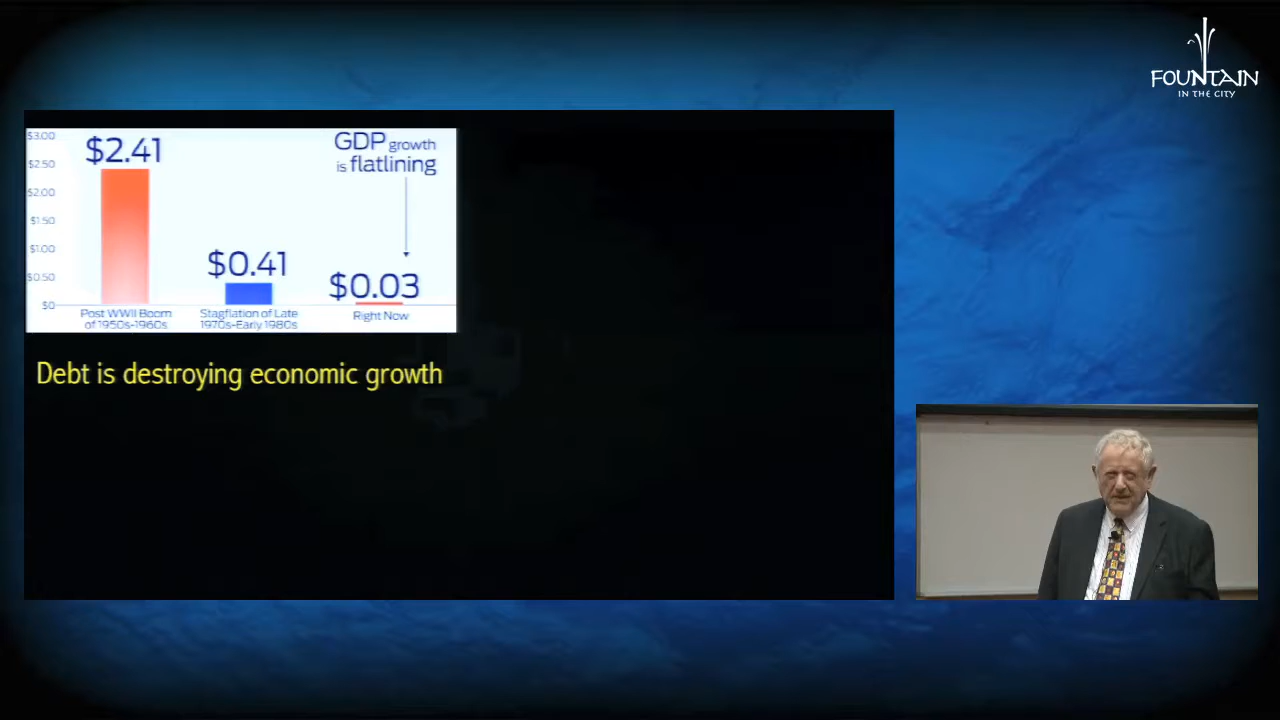 FOUNTAIN
IN THE CITY
$3.00
$2.50
$2.00
$1.50
$1.00
$0.50
$0
$2.41
$0.41
$0.03
GDP growth
is flatlining
Post WWII Boom
of 1950s-1960s
Stagflation of Late
1970s-Early 1980s
Right Now
Debt is destroying economic growth